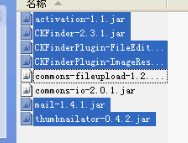 名称
activation-1.1.jar
CKFinder-2.3.1.jar
CKFinderPlugin-FileEdit...
CKFinderPlugin-ImageRes...
commons-fileupload-1.2....
commons-io-2.0.1.jar
mail-1.4.1.jar
thumbnailator-0.4.2.jar